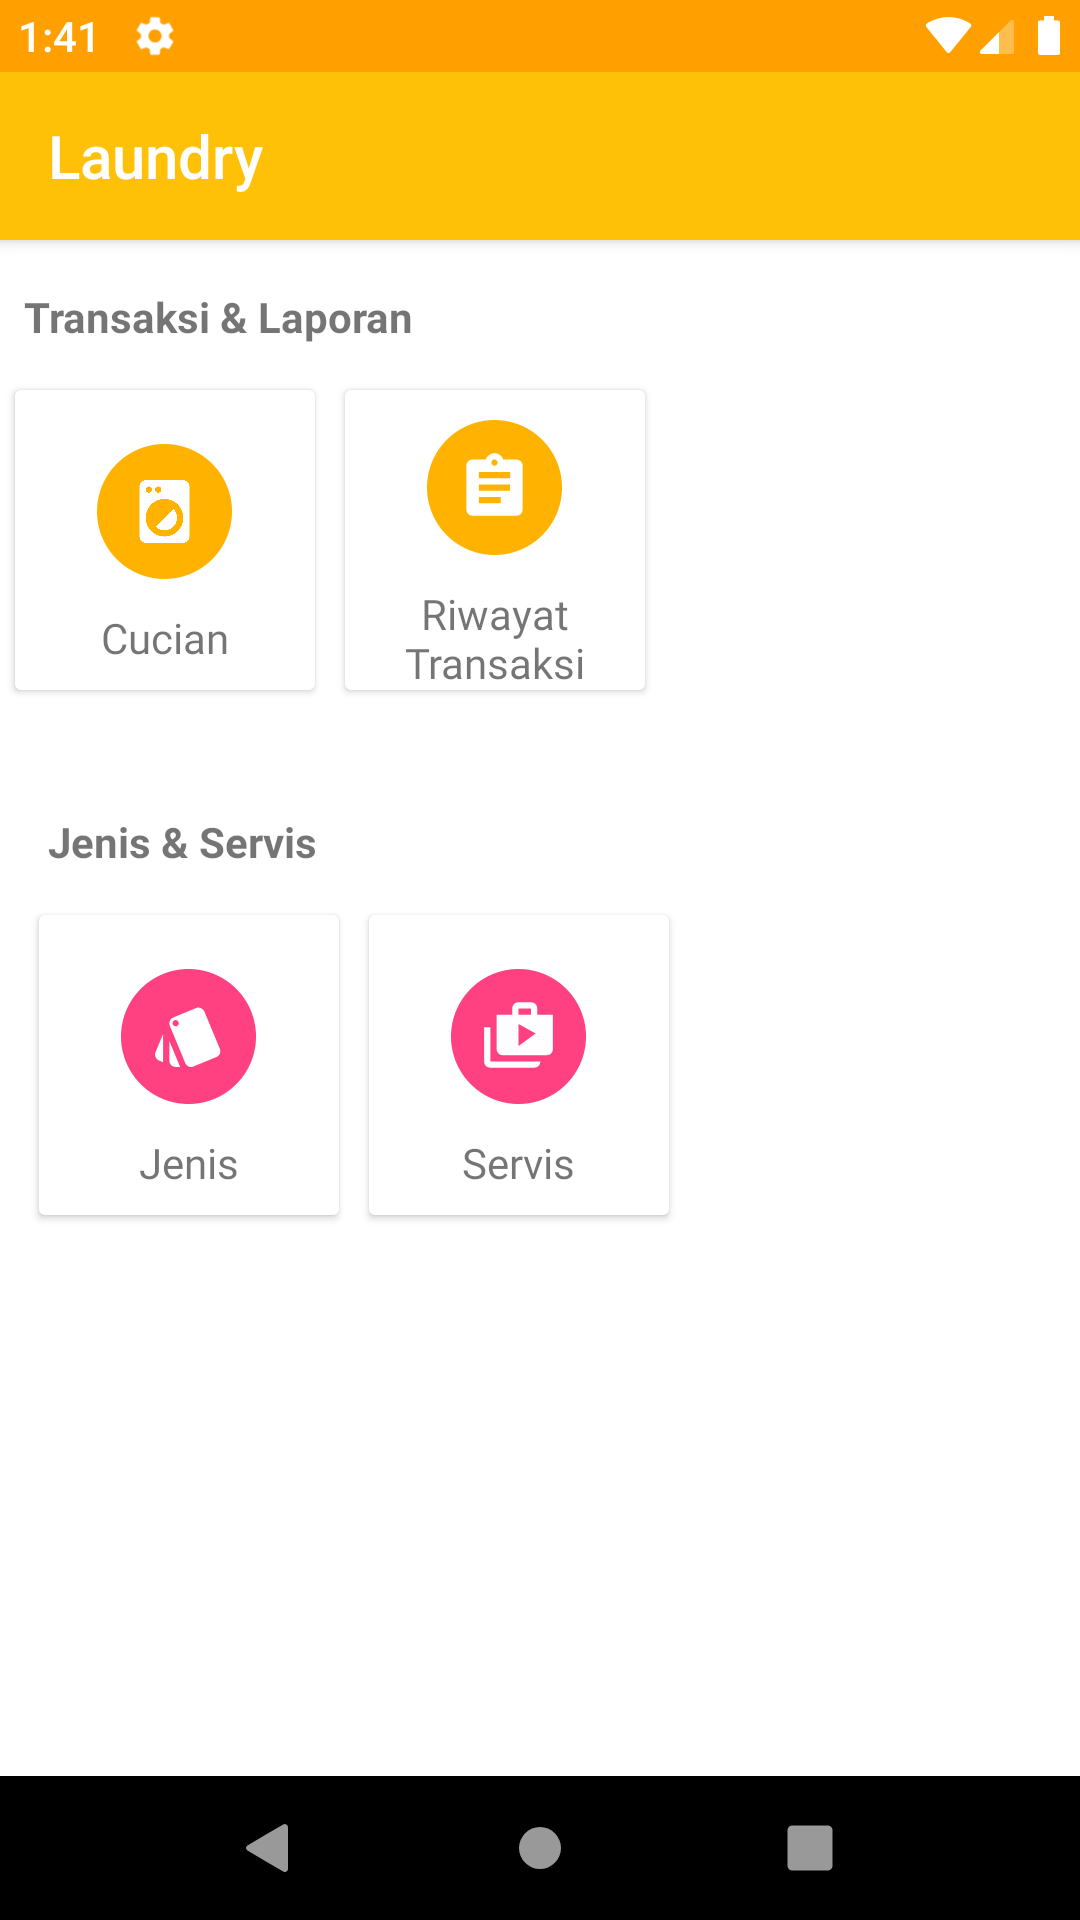 1:41
Laundry
Transaksi & Laporan
Cucian
Riwayat
Transaksi
Jenis & Servis
Jenis
Servis